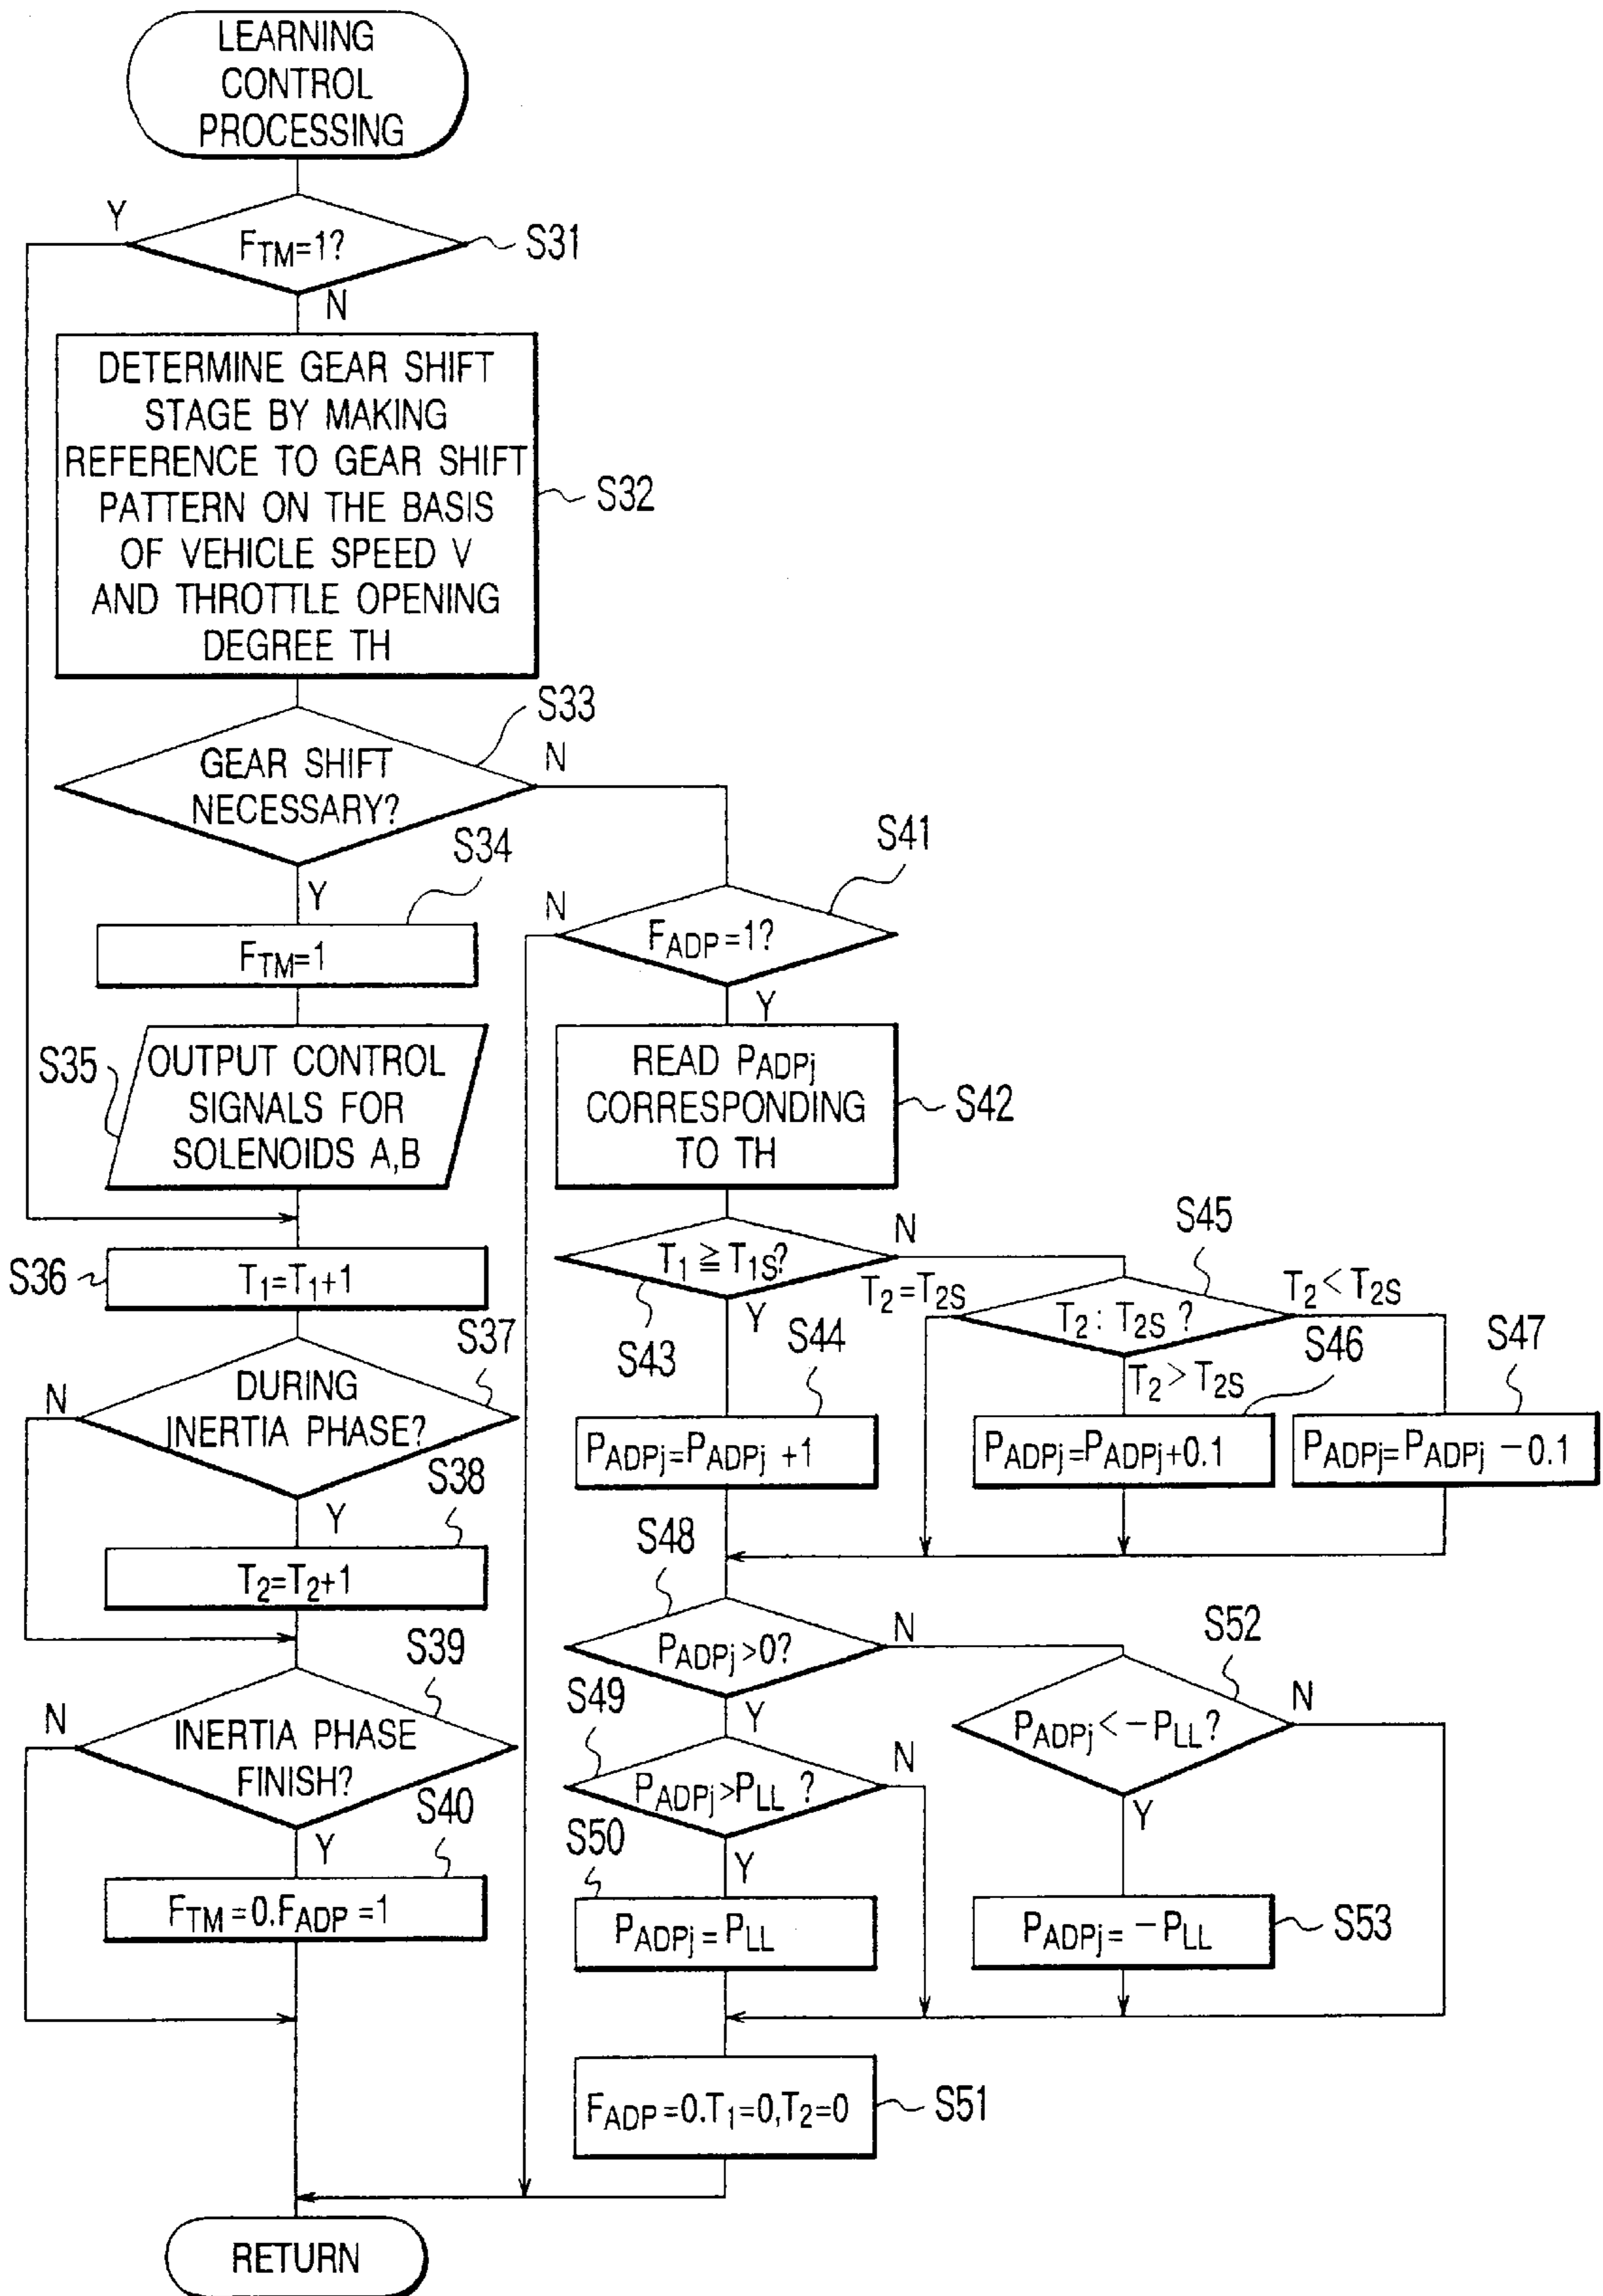 LEARNING
CONTROL
PROCESSING
Y
FTM=1?
S31
N
DETERMINE GEAR SHIFT
STAGE BY MAKING
REFERENCE TO GEAR SHIFT
PATTERN ON THE BASIS
OF VEHICLE SPEED V
AND THROTTLE OPENING
DEGREE TH
S32
S33
GEAR SHIFT
NECESSARY?
N
Y
S34
FTM=1
S35
OUTPUT CONTROL
SIGNALS FOR
SOLENOIDS A,B
S36
T1=T1+1
S37
DURING
INERTIA PHASE?
N
Y
S38
T2=T2+1
S39
INERTIA PHASE
FINISH?
N
Y
S40
FTM=0.FADP=1
S41
N
FADP=1?
Y
READ PADPj
CORRESPONDING
TO TH
S42
T1≧T1S?
N
Y
S43
S44
PADPj=PADPj +1
S45
T2=T2S
T2:T2S ?
T2<T2S
T2>T2S
S46
PADPj=PADPj+0.1
S47
PADPj=PADPj −0.1
S48
PADPj>0?
N
Y
S49
PADPj>PLL ?
N
Y
S50
PADPj=PLL
S52
PADPj<−PLL?
N
Y
PADPj=−PLL
S53
FADP=0.T1=0,T2=0
S51
RETURN